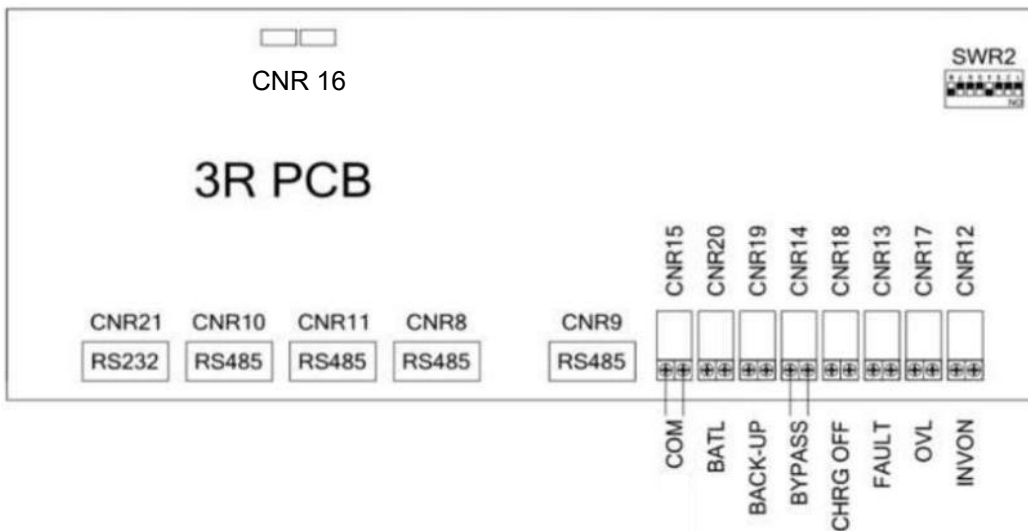 CNR 16
SWR2
3R PCB
CNR15
CNR20
CNR19
CNR14
CNR18
CNR13
CNR17
CNR12
CNR21
CNR10
CNR11
CNR8
CNR9
RS232
RS485
RS485
RS485
RS485
COM
BATL
BACK-UP
BYPASS
CHRG OFF
FAULT
OVL
INVON